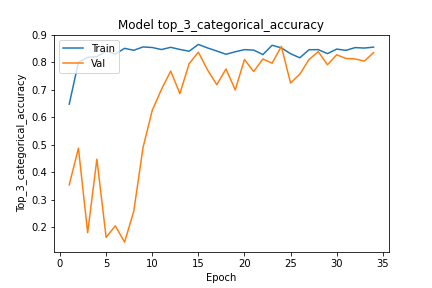 Model top_3_categorical_accuracy
Top_3_categorical_accuracy
0.9
0.8
0.7
0.6
0.5
0.4
0.3
0.2
Train
Val
0 5 10 15 20 25 30 35
Epoch